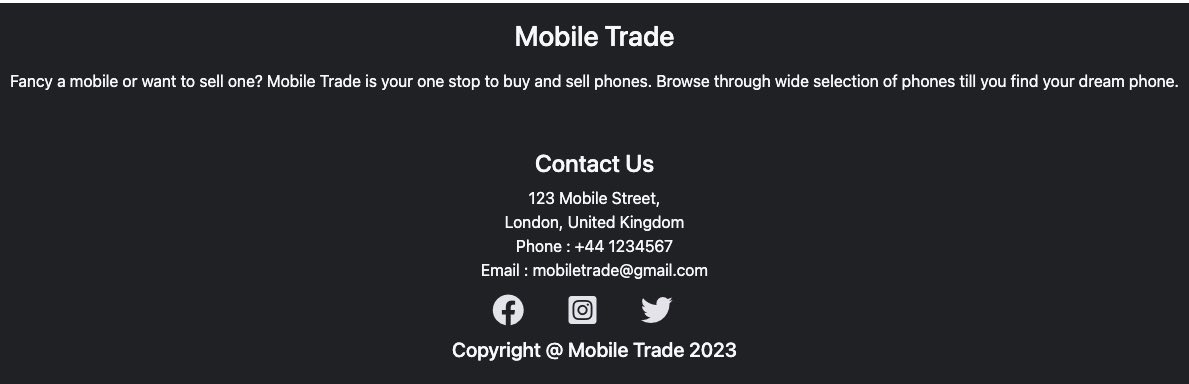 Mobile Trade
Fancy a mobile or want to sell one? Mobile Trade is your one stop to buy and sell phones. Browse through wide selection of phones till you find your dream phone.
Contact Us
123 Mobile Street,
London, United Kingdom
Phone : +44 1234567
Email : mobiletrade@gmail.com
Copyright @ Mobile Trade 2023